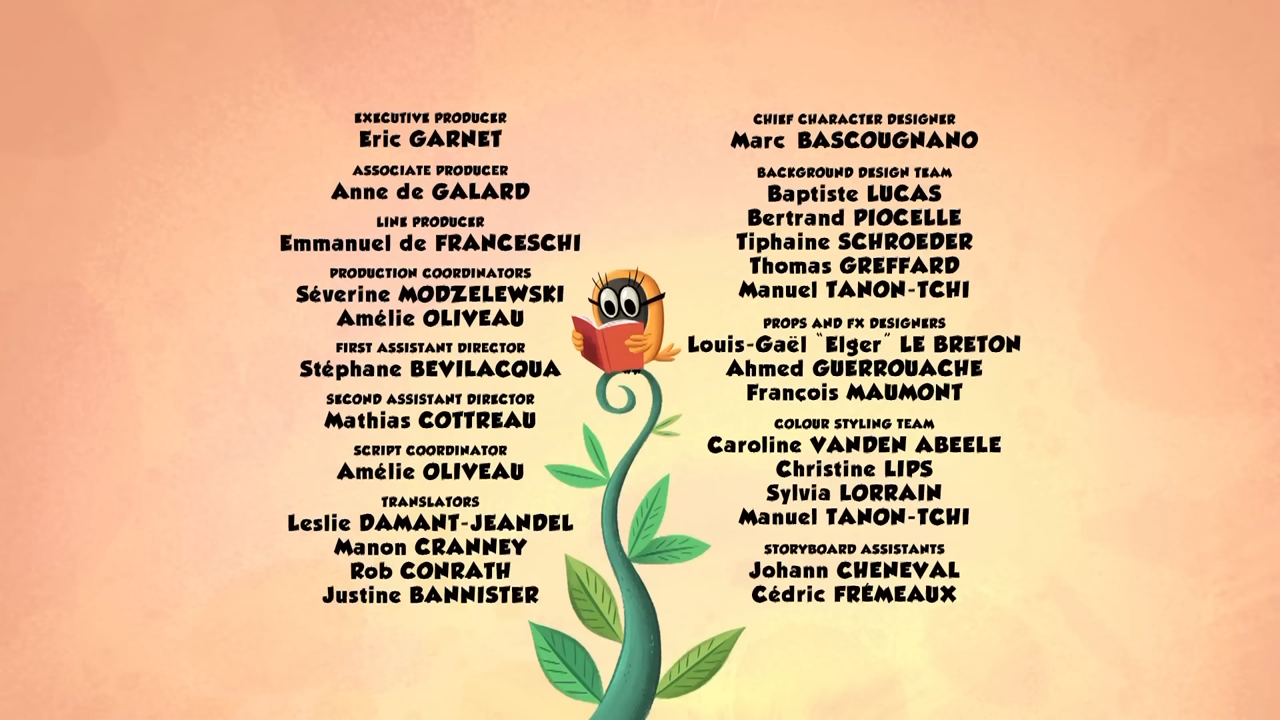 EXECUTIVE PRODUCER
Eric GARNET
ASSOCIATE PRODUCER
Anne de GALARD
LINE PRODUCER
Emmanuel de FRANCESCHI
PRODUCTION COORDINATORS
Séverine MODZELEWSKI
Amélie OLIVEAU
FIRST ASSISTANT DIRECTOR
Stéphane BEVILACQUA
SECOND ASSISTANT DIRECTOR
Mathias COTTREAU
SCRIPT COORDINATOR
Amélie OLIVEAU
TRANSLATORS
Leslie DAMANT-JEANDEL
Manon CRANNEY
Rob CONRATH
Justine BANNISTER
CHIEF CHARACTER DESIGNER
Marc BASCOUGNANO
BACKGROUND DESIGN TEAM
Baptiste LUCAS
Bertrand PIOCELLE
Tiphaine SCHROEDER
Thomas GREFFARD
Manuel TANON-TCHI
PROPS AND FX DESIGNERS
Louis-Gaël "Elger" LE BRETON
Ahmed GUERROUACHE
François MAUMONT
COLOUR STYLING TEAM
Caroline VANDEN ABEELE
Christine LIPS
Sylvia LORRAIN
Manuel TANON-TCHI
STORYBOARD ASSISTANTS
Johann CHENEVAL
Cédric FRÉMEAUX